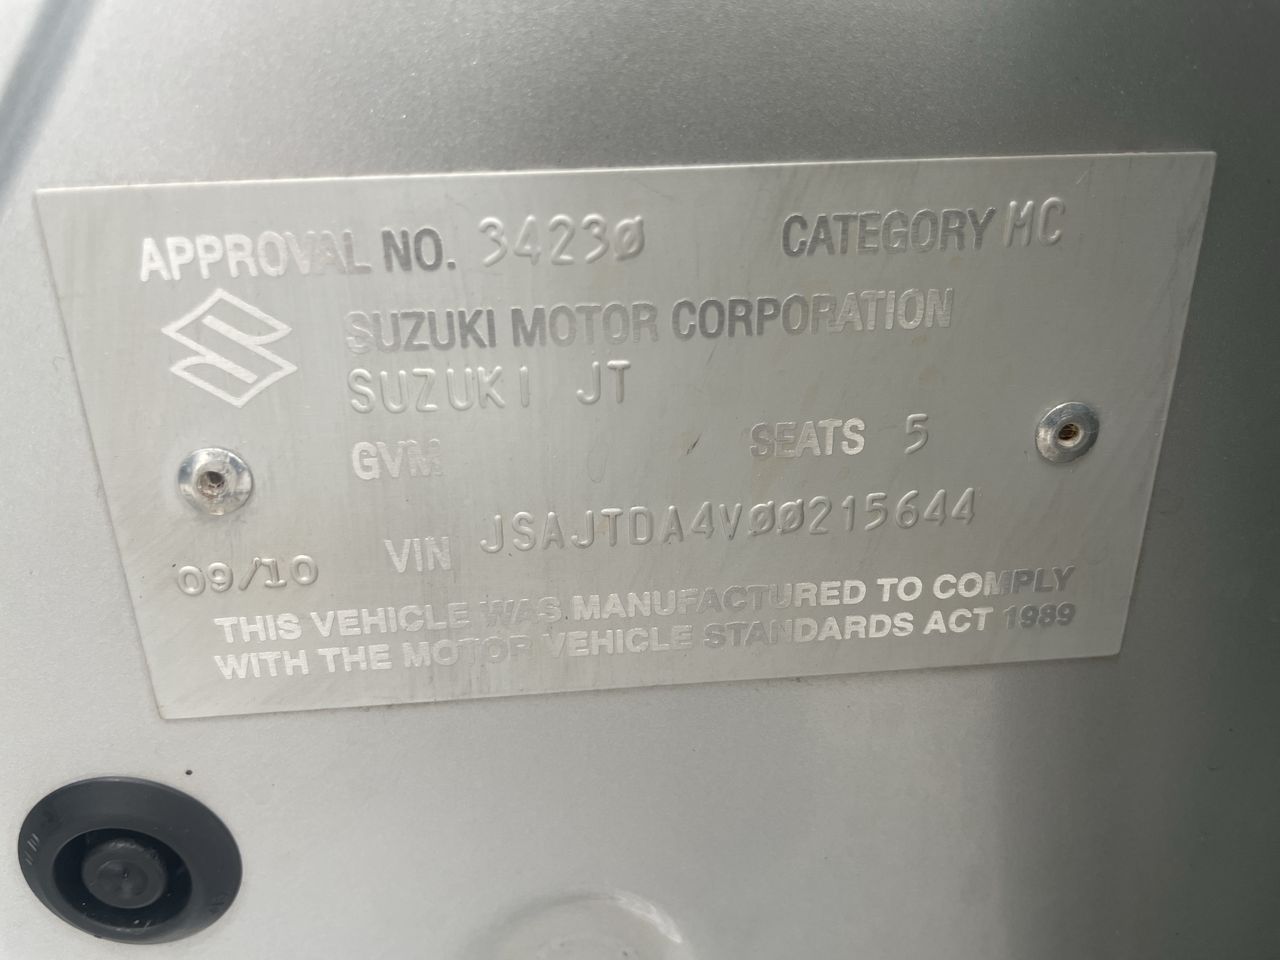 APPROVAL NO. 3423Ø CATEGORY MC
SUZUKI MOTOR CORPORATION
SUZUKI JT
GVM SEATS 5
09/10 VIN JSAJTDA4VØØ215644
THIS VEHICLE WAS MANUFACTURED TO COMPLY
WITH THE MOTOR VEHICLE STANDARDS ACT 1989